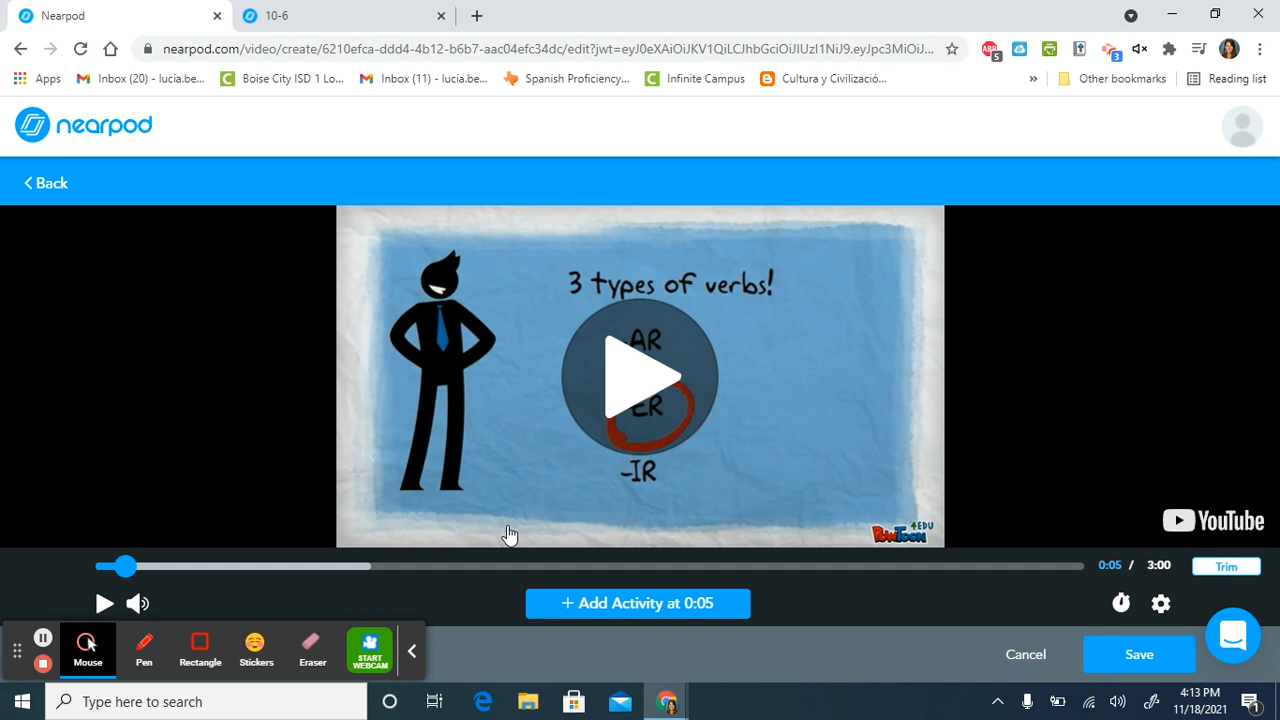 Nearpod
10-6
nearpod.com/video/create/6210efca-ddd4-4b12-b6b7-aac04efc34dc/edit?jwt=eyJ0eXAiOiJKV1QiLCJhbGciOiJIUzI1NiJ9.eyJpc3MiOiJ...
Apps
Inbox (20) - lucia.be...
Boise City ISD 1 Lo...
Inbox (11) - lucia.be...
Spanish Proficiency...
Infinite Campus
Cultura y Civilizació...
»
Other bookmarks
Reading list
nearpod
Back
3 types of verbs!
-AR
ER
-IR
4EDU
PowToon
YouTube
0:05 / 3:00
Trim
+ Add Activity at 0:05
Mouse
Pen
Rectangle
Stickers
Eraser
START WEBCAM
Cancel
Save
Type here to search
4:13 PM
11/18/2021